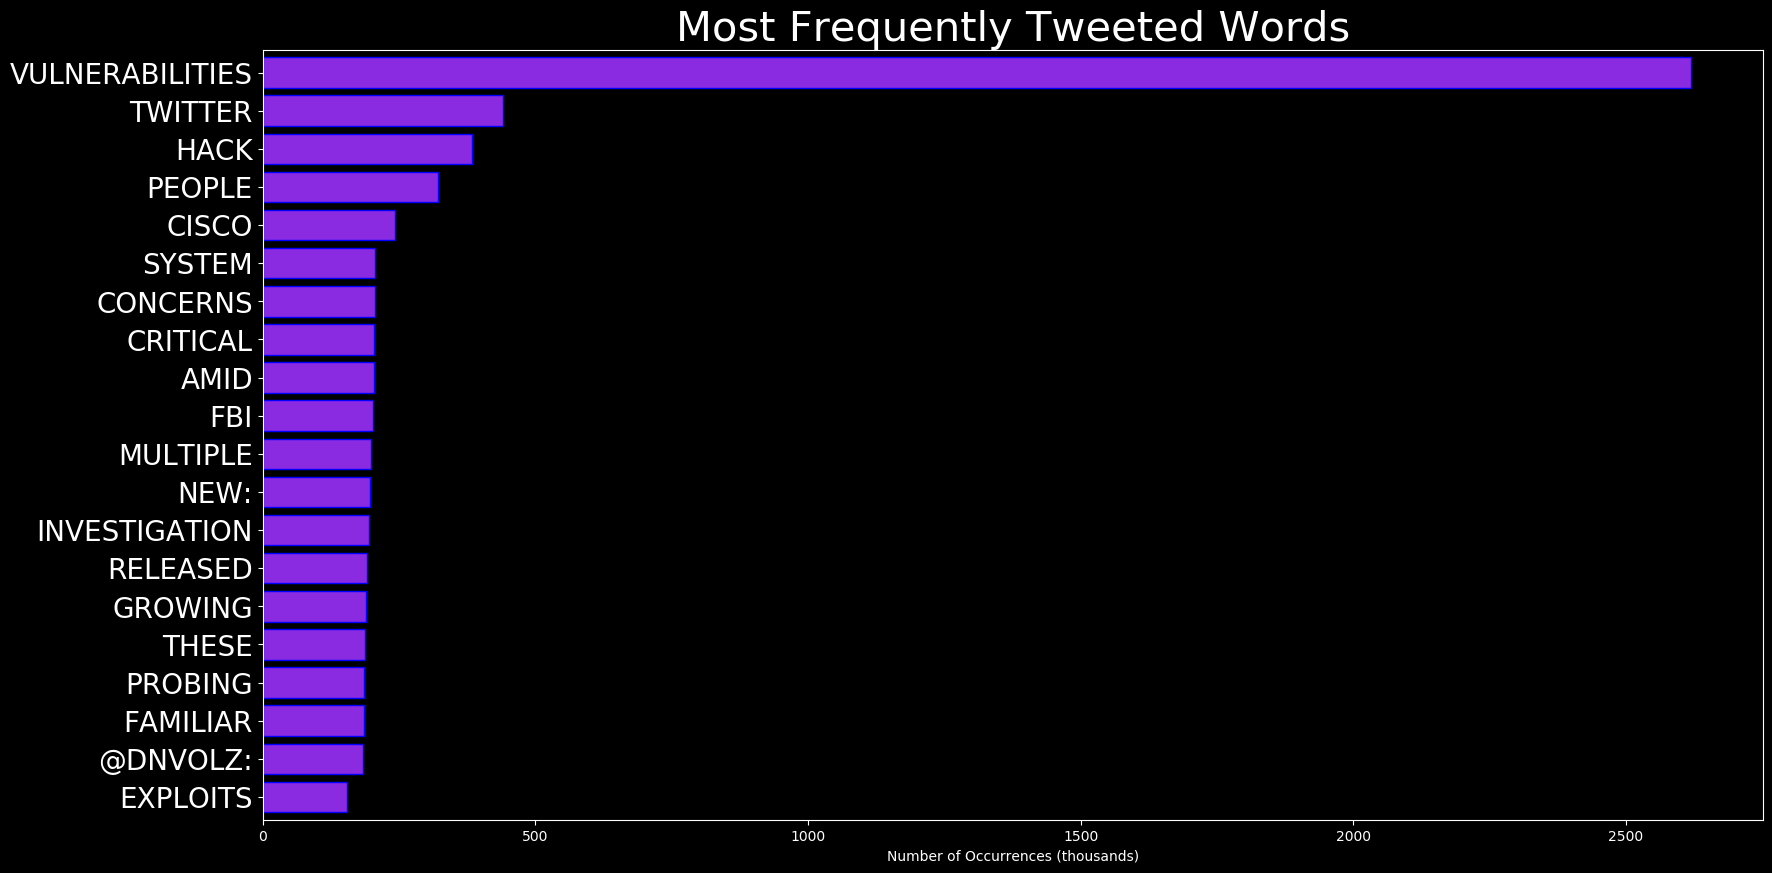 Most Frequently Tweeted Words
VULNERABILITIES
TWITTER
HACK
PEOPLE
CISCO
SYSTEM
CONCERNS
CRITICAL
AMID
FBI
MULTIPLE
NEW:
INVESTIGATION
RELEASED
GROWING
THESE
PROBING
FAMILIAR
@DNVOLZ:
EXPLOITS
0 500 1000 1500 2000 2500
Number of Occurrences (thousands)